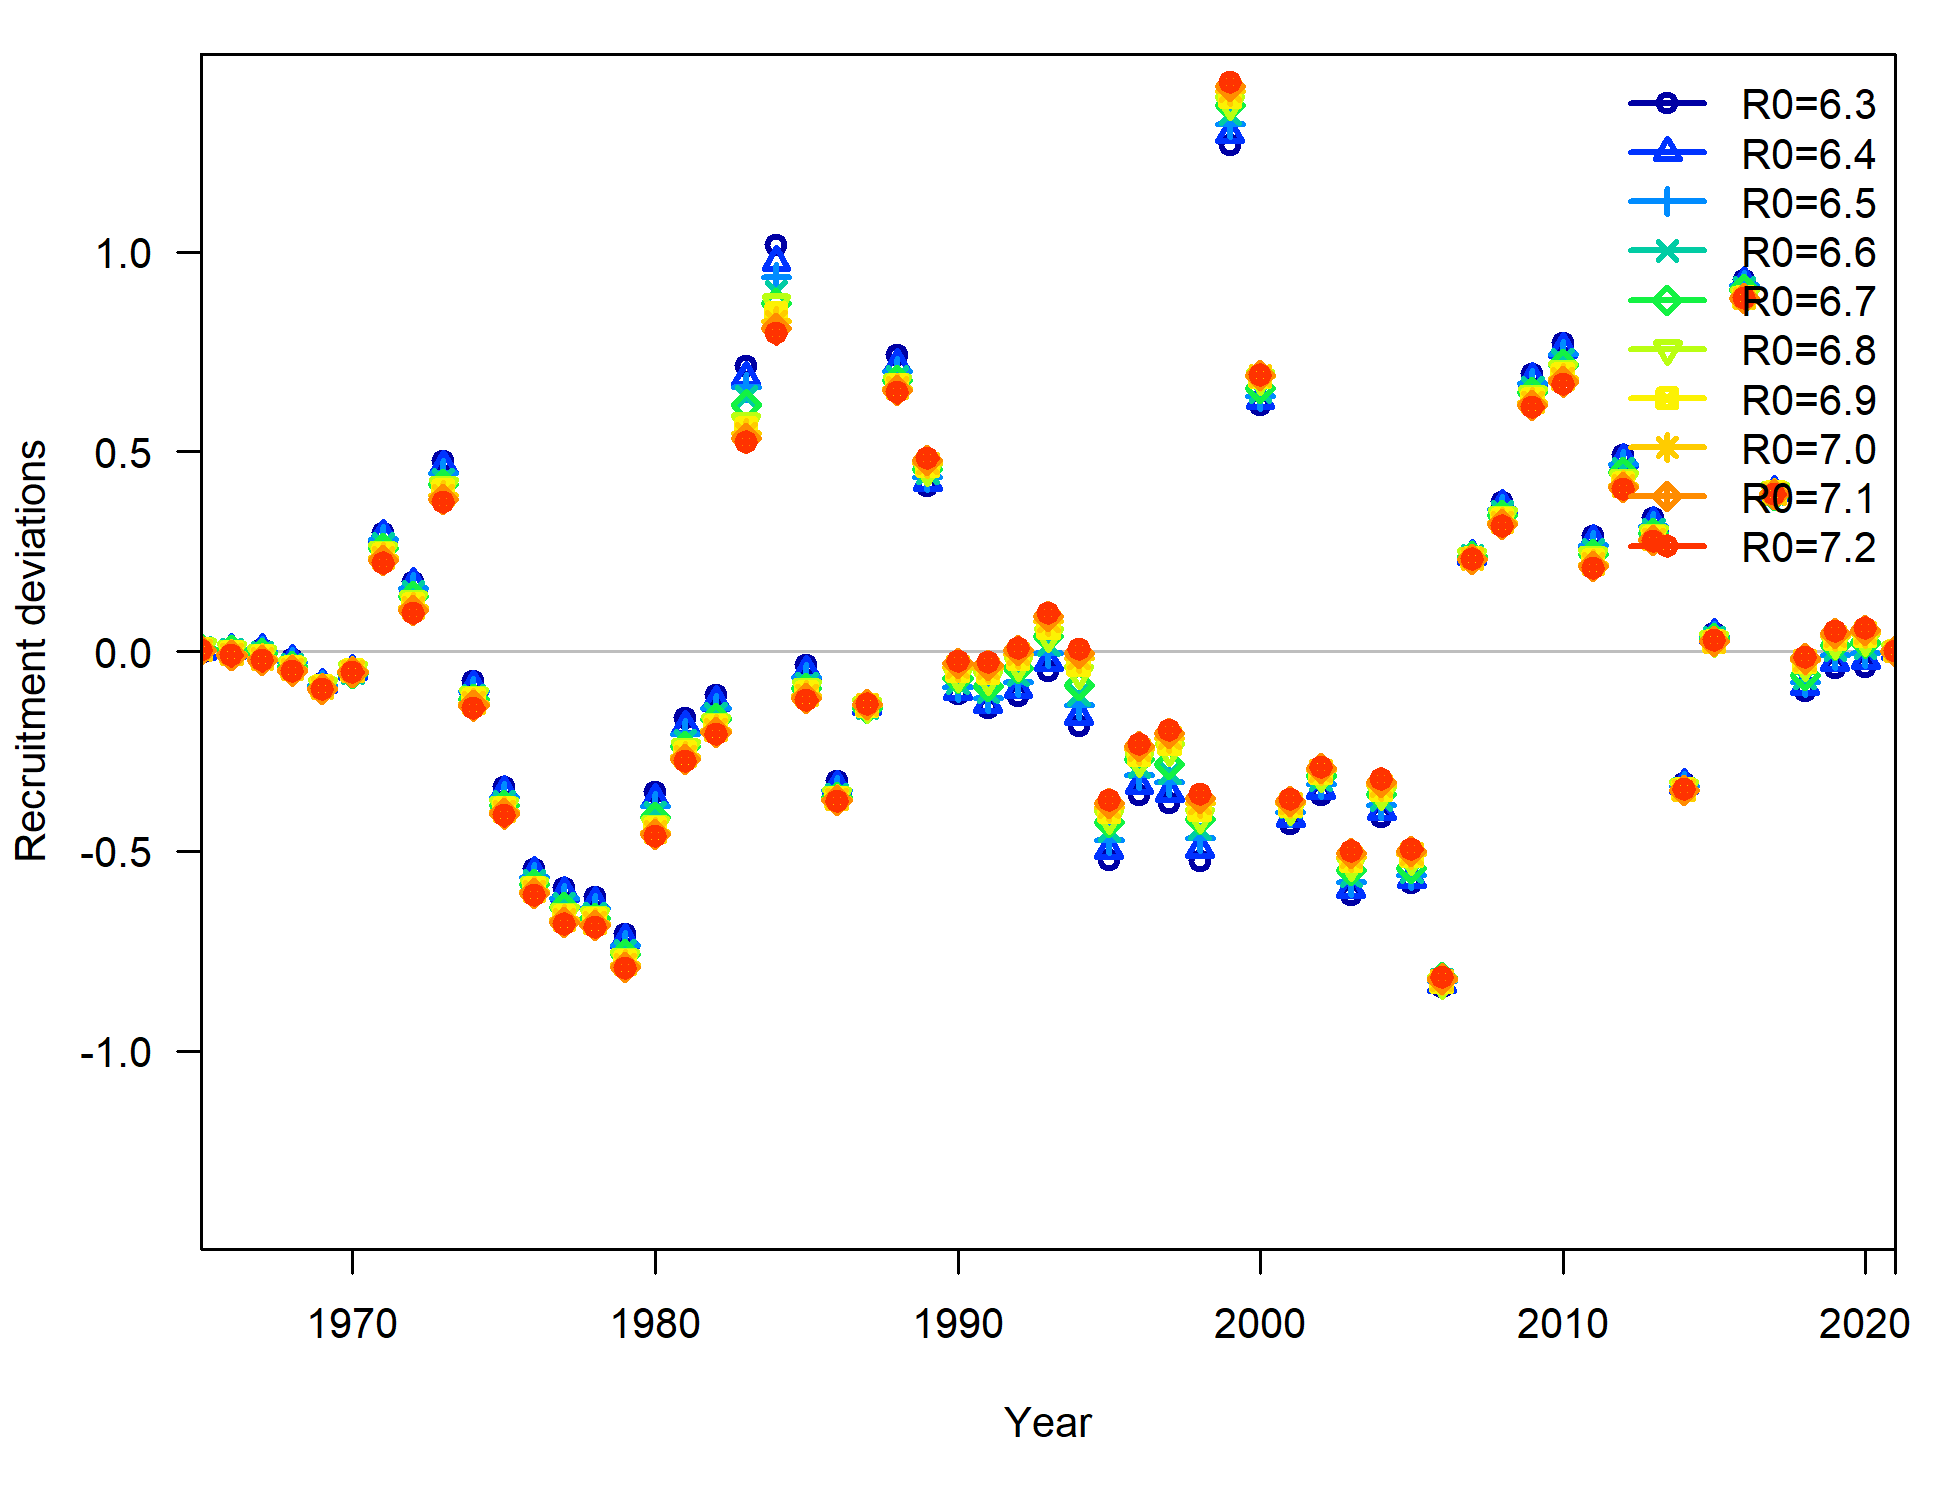 R0=6.3
R0=6.4
R0=6.5
R0=6.6
R0=6.7
R0=6.8
R0=6.9
R0=7.0
R0=7.1
R0=7.2
1.0
0.5
0.0
-0.5
-1.0
Recruitment deviations
1970 1980 1990 2000 2010 2020
Year